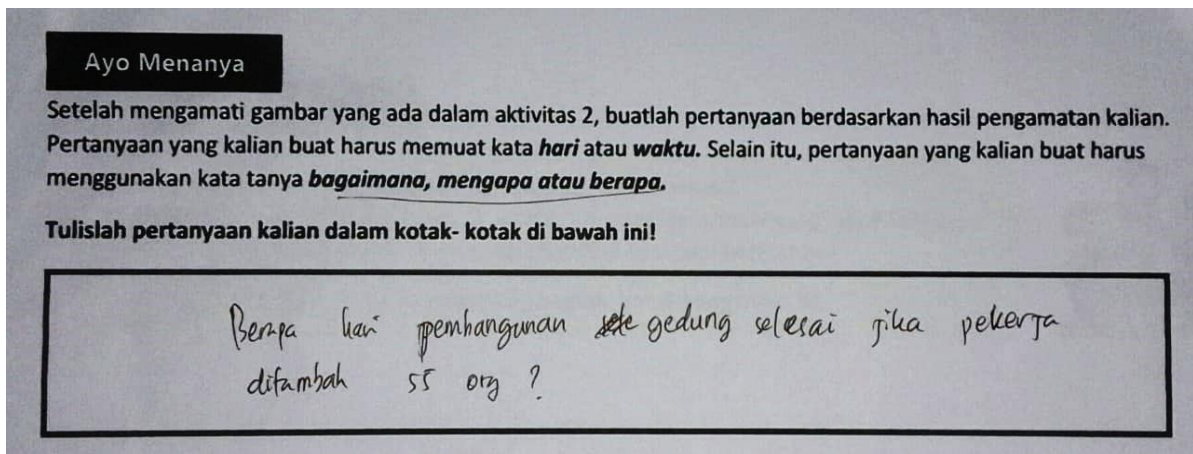 Ayo Menanya
Setelah mengamati gambar yang ada dalam aktivitas 2, buatlah pertanyaan berdasarkan hasil pengamatan kalian.
Pertanyaan yang kalian buat harus memuat kata hari atau waktu. Selain itu, pertanyaan yang kalian buat harus
menggunakan kata tanya bagaimana, mengapa atau berapa.
Tulislah pertanyaan kalian dalam kotak- kotak di bawah ini!
Berapa hari pembangunan gedung selesai jika pekerja
ditambah 55 org ?